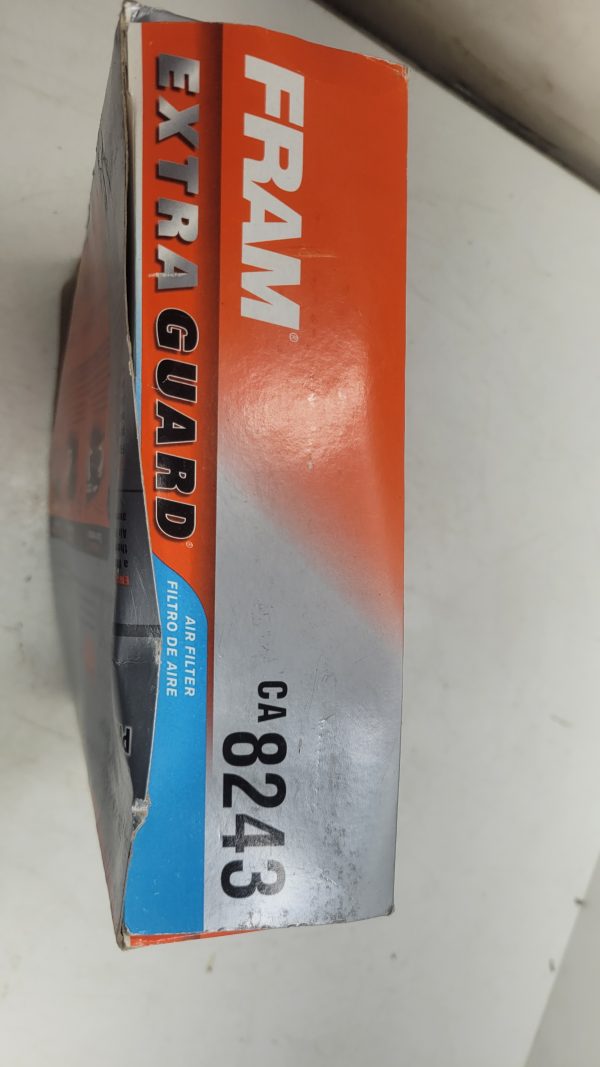 FRAM®
EXTRA GUARD®
AIR FILTER
FILTRO DE AIRE
CA 8243